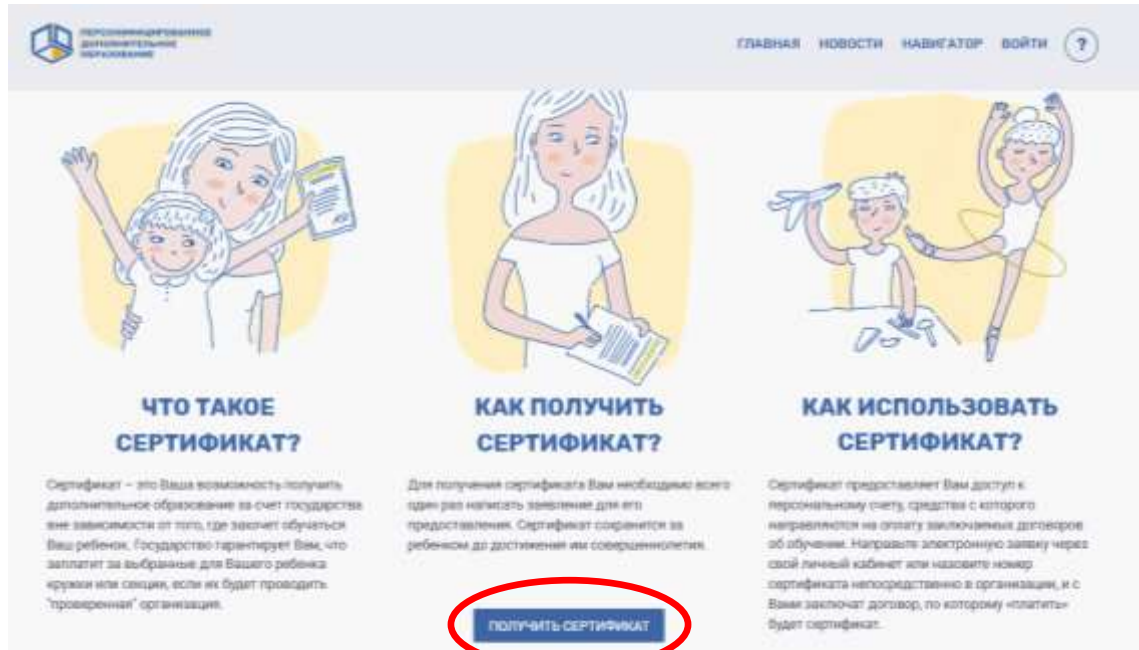 ПЕРСОНИФИЦИРОВАННОЕ
ДОПОЛНИТЕЛЬНОЕ
ОБРАЗОВАНИЕ
ГЛАВНАЯ НОВОСТИ НАВИГАТОР ВОЙТИ ?
ЧТО ТАКОЕ
СЕРТИФИКАТ?
Сертификат – это Ваша возможность получить
дополнительное образование за счет государства
вне зависимости от того, где захочет обучаться
Ваш ребенок. Государство гарантирует Вам, что
заплатит за выбранные для Вашего ребенка
кружки или секции, если их будет проводить
"проверенная" организация.
КАК ПОЛУЧИТЬ
СЕРТИФИКАТ?
Для получения сертификата Вам необходимо всего
один раз написать заявление для его
предоставления. Сертификат сохранится за
ребенком до достижения им совершеннолетия.
ПОЛУЧИТЬ СЕРТИФИКАТ
КАК ИСПОЛЬЗОВАТЬ
СЕРТИФИКАТ?
Сертификат предоставляет Вам доступ к
персональному счету, средства с которого
направляются на оплату заключаемых договоров
об обучении. Направьте электронную заявку через
свой личный кабинет или назовите номер
сертификата непосредственно в организации, и с
Вами заключат договор, по которому «платить»
будет сертификат.